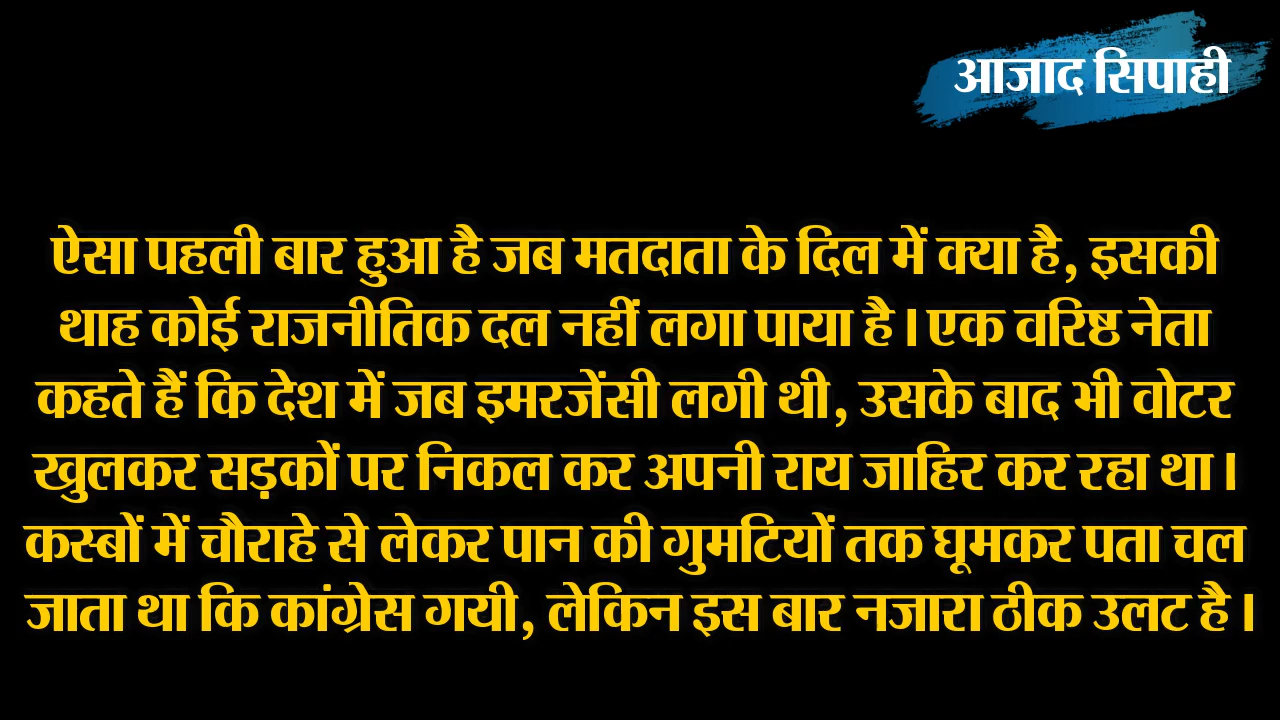 आजाद सिपाही
ऐसा पहली बार हुआ है जब मतदाता के दिल में क्या है, इसकी
थाह कोई राजनीतिक दल नहीं लगा पाया है। एक वरिष्ठ नेता
कहते हैं कि देश में जब इमरजेंसी लगी थी, उसके बाद भी वोटर
खुलकर सड़कों पर निकल कर अपनी राय जाहिर कर रहा था।
कस्बों में चौराहे से लेकर पान की गुमटियों तक घूमकर पता चल
जाता था कि कांग्रेस गयी, लेकिन इस बार नजारा ठीक उलट है।